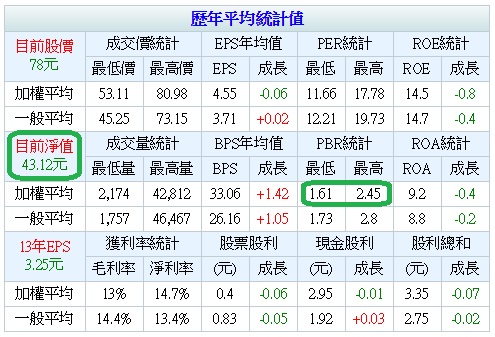 歷年平均統計值
目前股價 78元 成交價統計 EPS年均值 PER統計 ROE統計
最低價 最高價 EPS 成長 最低 最高 ROE 成長
加權平均 53.11 80.98 4.55 -0.06 11.66 17.78 14.5 -0.8
一般平均 45.25 73.15 3.71 +0.02 12.21 19.73 14.7 -0.4
目前淨值 43.12元 成交量統計 BPS年均值 PBR統計 ROA統計
最低量 最高量 BPS 成長 最低 最高 ROA 成長
加權平均 2,174 42,812 33.06 +1.42 1.61 2.45 9.2 -0.4
一般平均 1,757 46,467 26.16 +1.05 1.73 2.8 8.8 -0.2
13年EPS 3.25元 獲利率統計 股票股利 現金股利 股利總和
毛利率 淨利率 (元) 成長 (元) 成長 (元) 成長
加權平均 13% 14.7% 0.4 -0.06 2.95 -0.01 3.35 -0.07
一般平均 14.4% 13.4% 0.83 -0.05 1.92 +0.03 2.75 -0.02